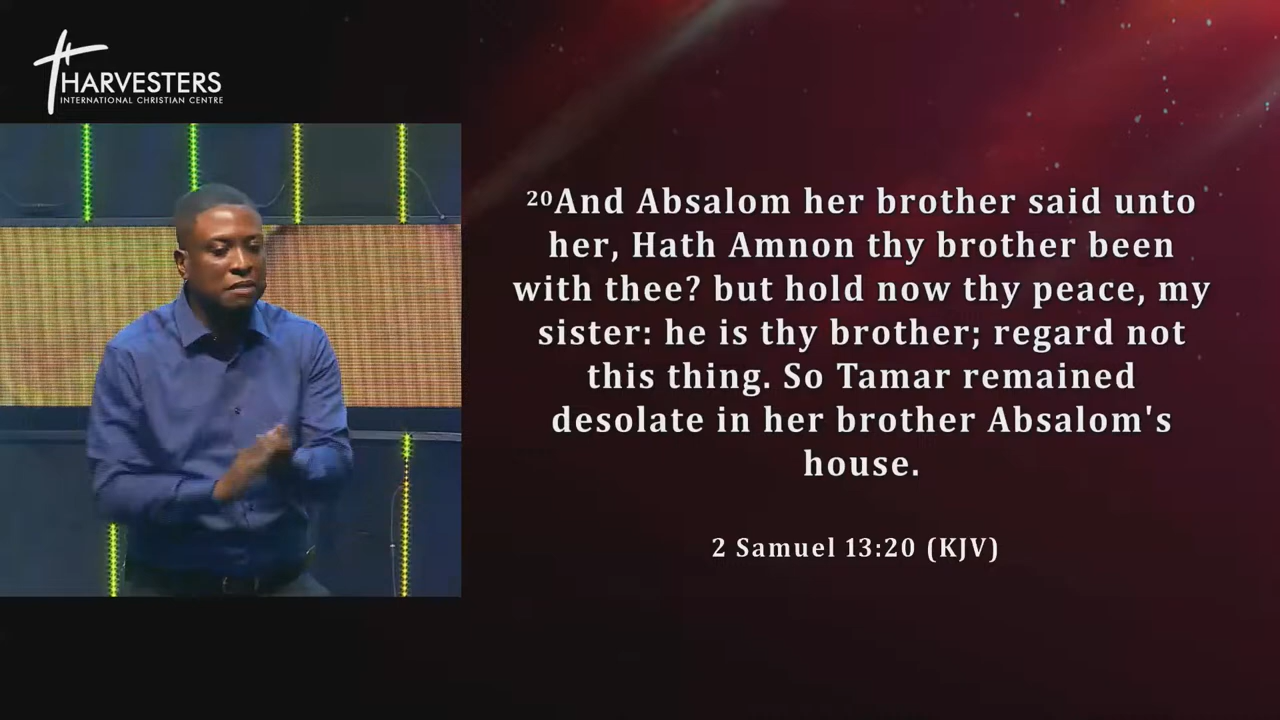 HARVESTERS
INTERNATIONAL CHRISTIAN CENTRE
20And Absalom her brother said unto
her, Hath Amnon thy brother been
with thee? but hold now thy peace, my
sister: he is thy brother; regard not
this thing. So Tamar remained
desolate in her brother Absalom's
house.
2 Samuel 13:20 (KJV)